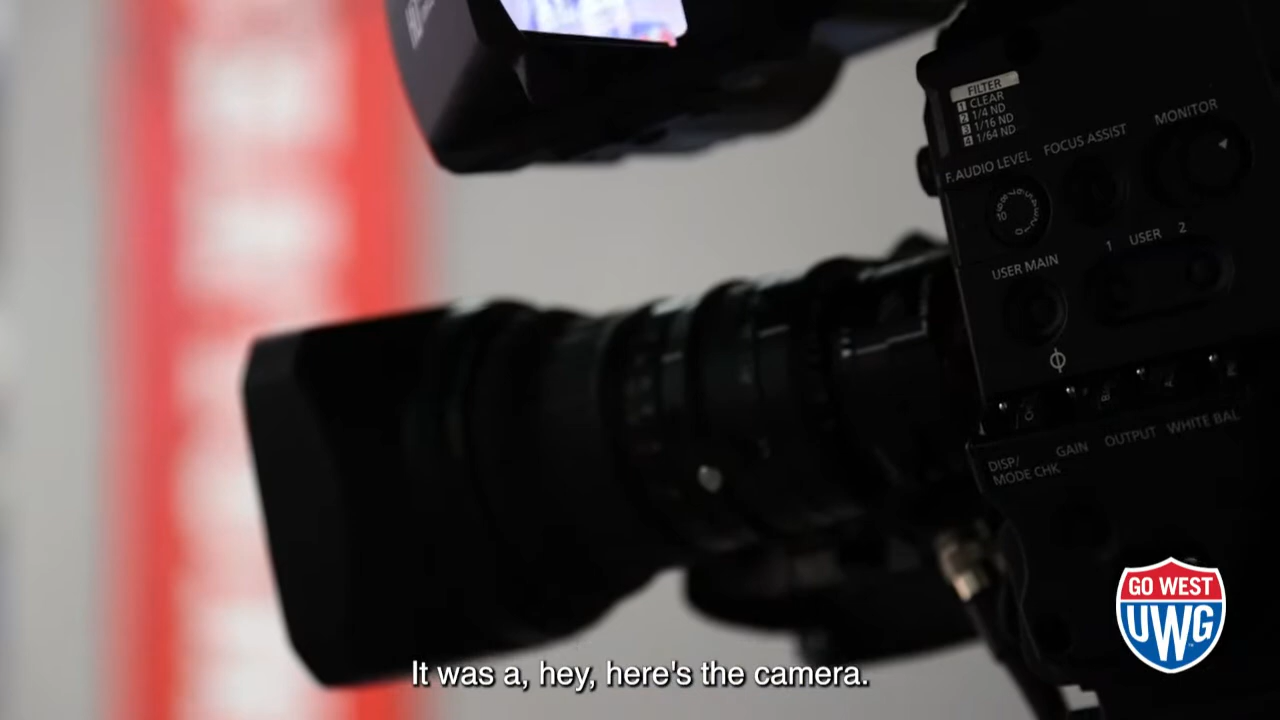 FILTER
1 CLEAR
2 1/4 ND
3 1/16 ND
4 1/64 ND
MONITOR
FOCUS ASSIST
F.AUDIO LEVEL
10
1 USER 2
USER MAIN
DISP/
MODE CHK
GAIN
OUTPUT
WHITE BAL
GO WEST
UWG
It was a, hey, here's the camera.